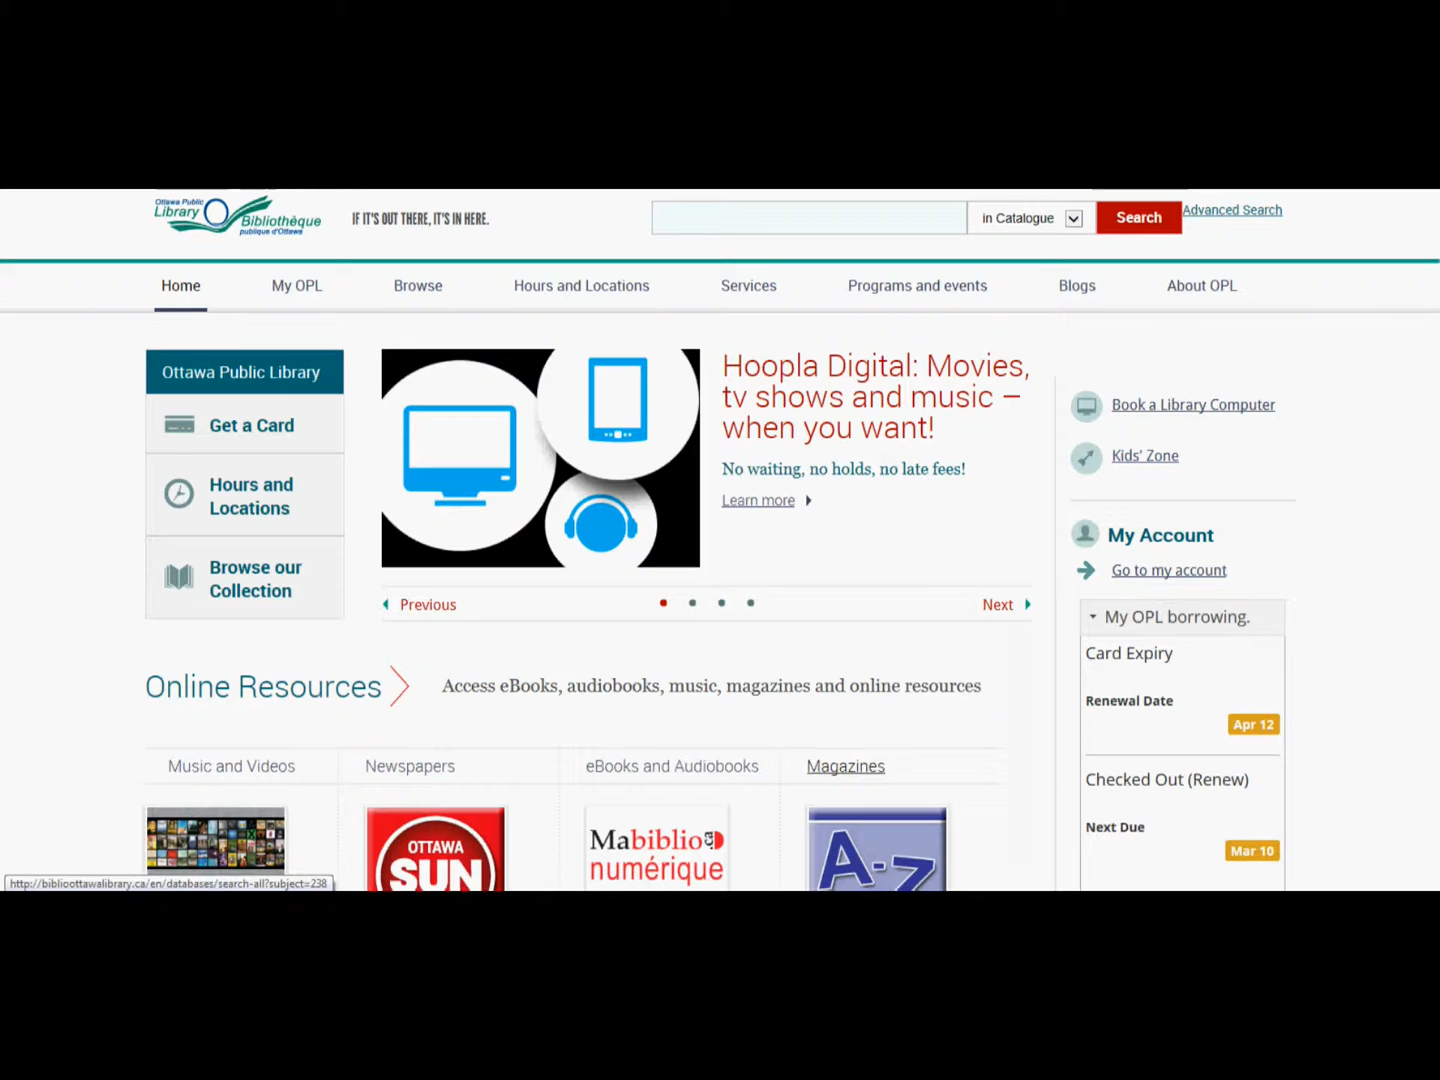 Ottawa Public
Library
Bibliothèque
publique d'Ottawa
IF IT'S OUT THERE, IT'S IN HERE.
in Catalogue
Search
Advanced Search
Home
My OPL
Browse
Hours and Locations
Services
Programs and events
Blogs
About OPL
Ottawa Public Library
Get a Card
Hours and
Locations
Browse our
Collection
Hoopla Digital: Movies,
tv shows and music –
when you want!
No waiting, no holds, no late fees!
Learn more
Previous
Next
Book a Library Computer
Kids' Zone
My Account
Go to my account
My OPL borrowing.
Card Expiry
Renewal Date
Apr 12
Checked Out (Renew)
Next Due
Mar 10
Online Resources
Access eBooks, audiobooks, music, magazines and online resources
Music and Videos
Newspapers
eBooks and Audiobooks
Magazines
OTTAWA
SUN
Mabiblio
ca
numérique
A-Z
http://biblioottawalibrary.ca/en/databases/search-all?subject=238